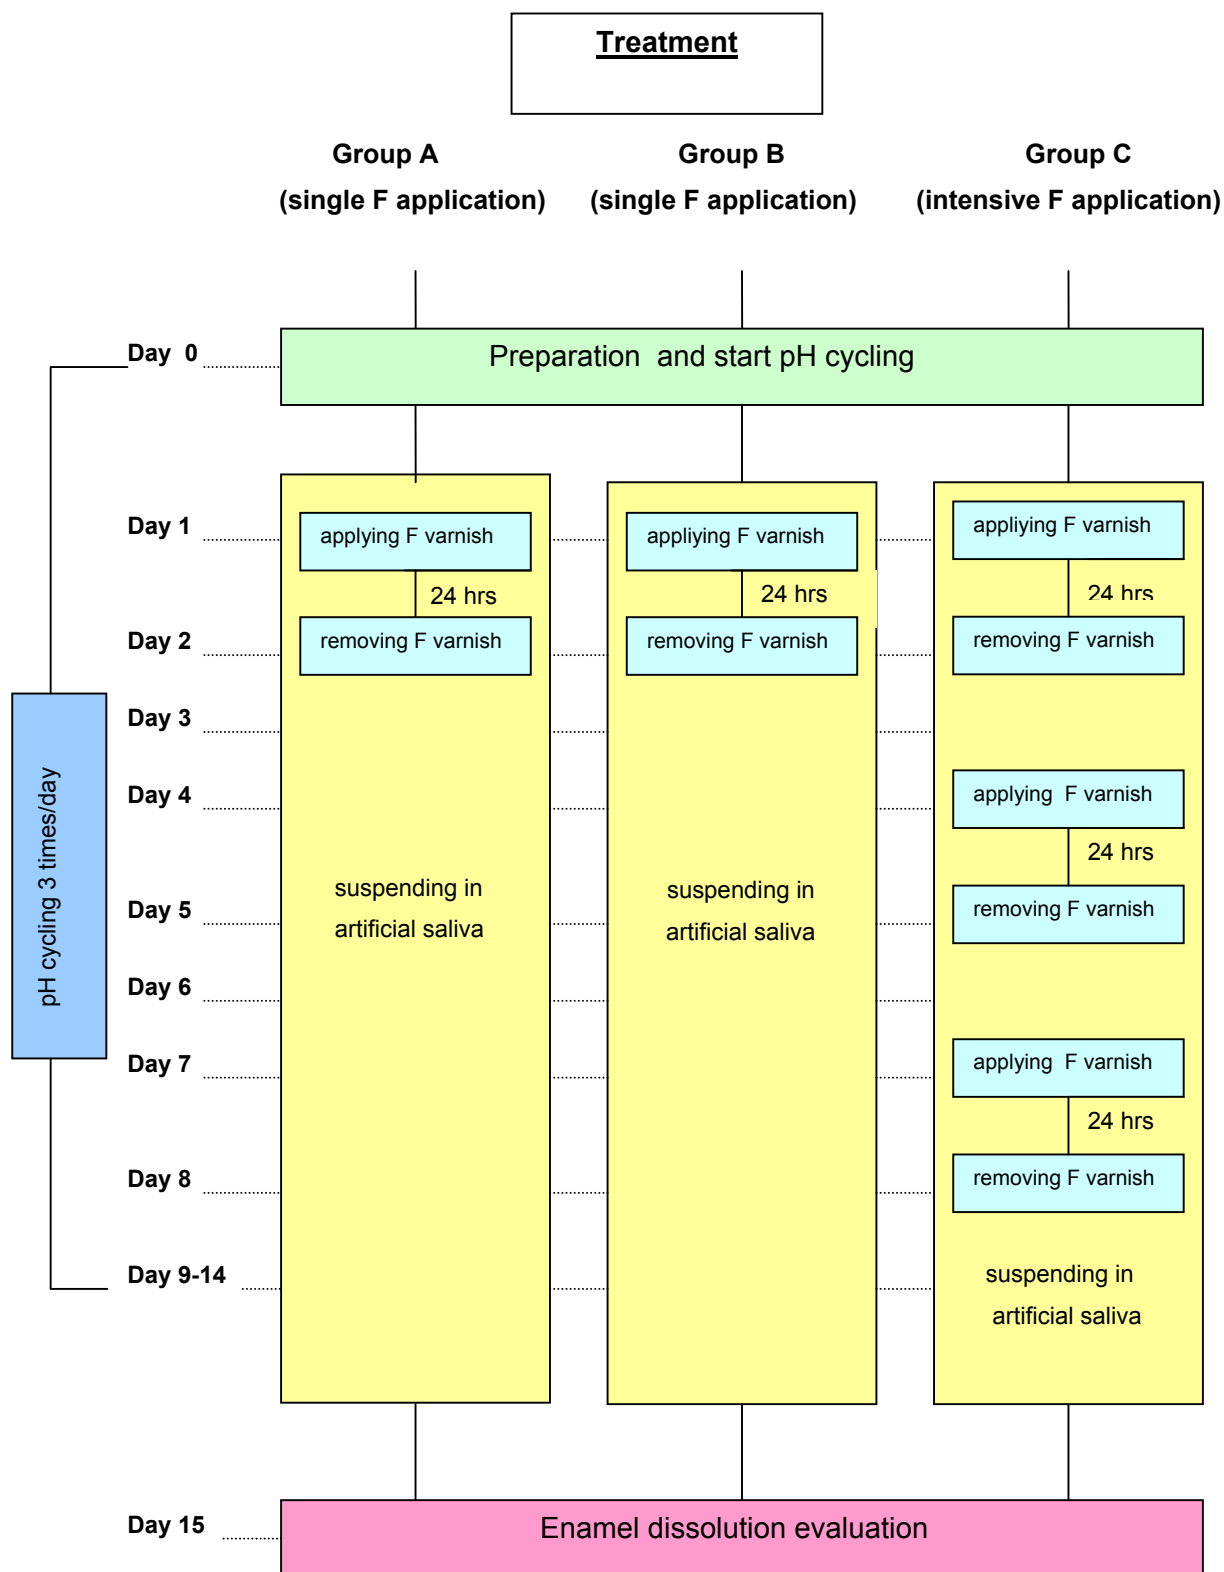 Treatment
Group A
Group B
Group C
(single F application)
(single F application)
(intensive F application)
Day 0
Preparation and start pH cycling
Day 1
applying F varnish
appliying F varnish
appliying F varnish
24 hrs
24 hrs
24 hrs
Day 2
removing F varnish
removing F varnish
removing F varnish
Day 3
pH cycling 3 times/day
Day 4
applying F varnish
24 hrs
suspending in
artificial saliva
suspending in
artificial saliva
Day 5
removing F varnish
Day 6
Day 7
applying F varnish
24 hrs
Day 8
removing F varnish
Day 9-14
suspending in
artificial saliva
Day 15
Enamel dissolution evaluation